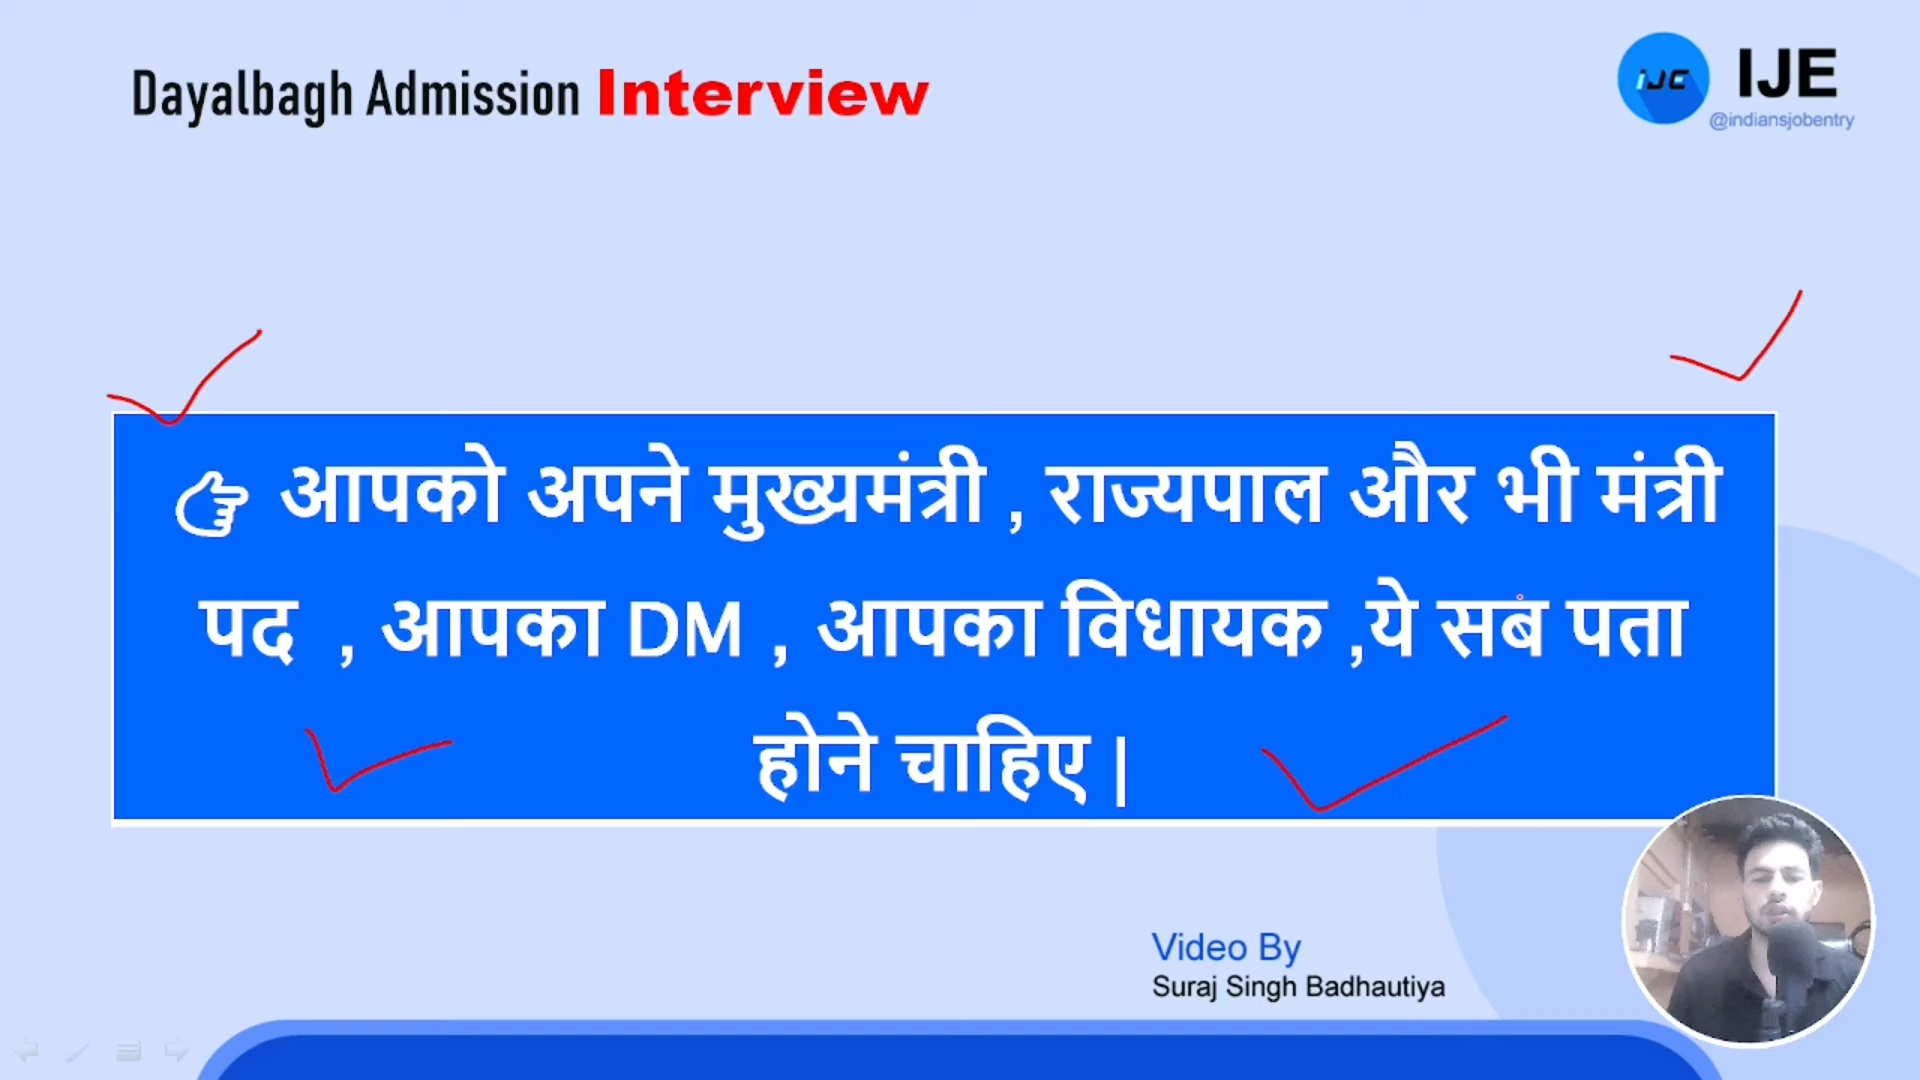 Dayalbagh Admission Interview
IJE
IJE
@indiansjobentry
👉 आपको अपने मुख्यमंत्री , राज्यपाल और भी मंत्री
पद , आपका DM , आपका विधायक ,ये सब पता
होने चाहिए |
Video By
Suraj Singh Badhautiya